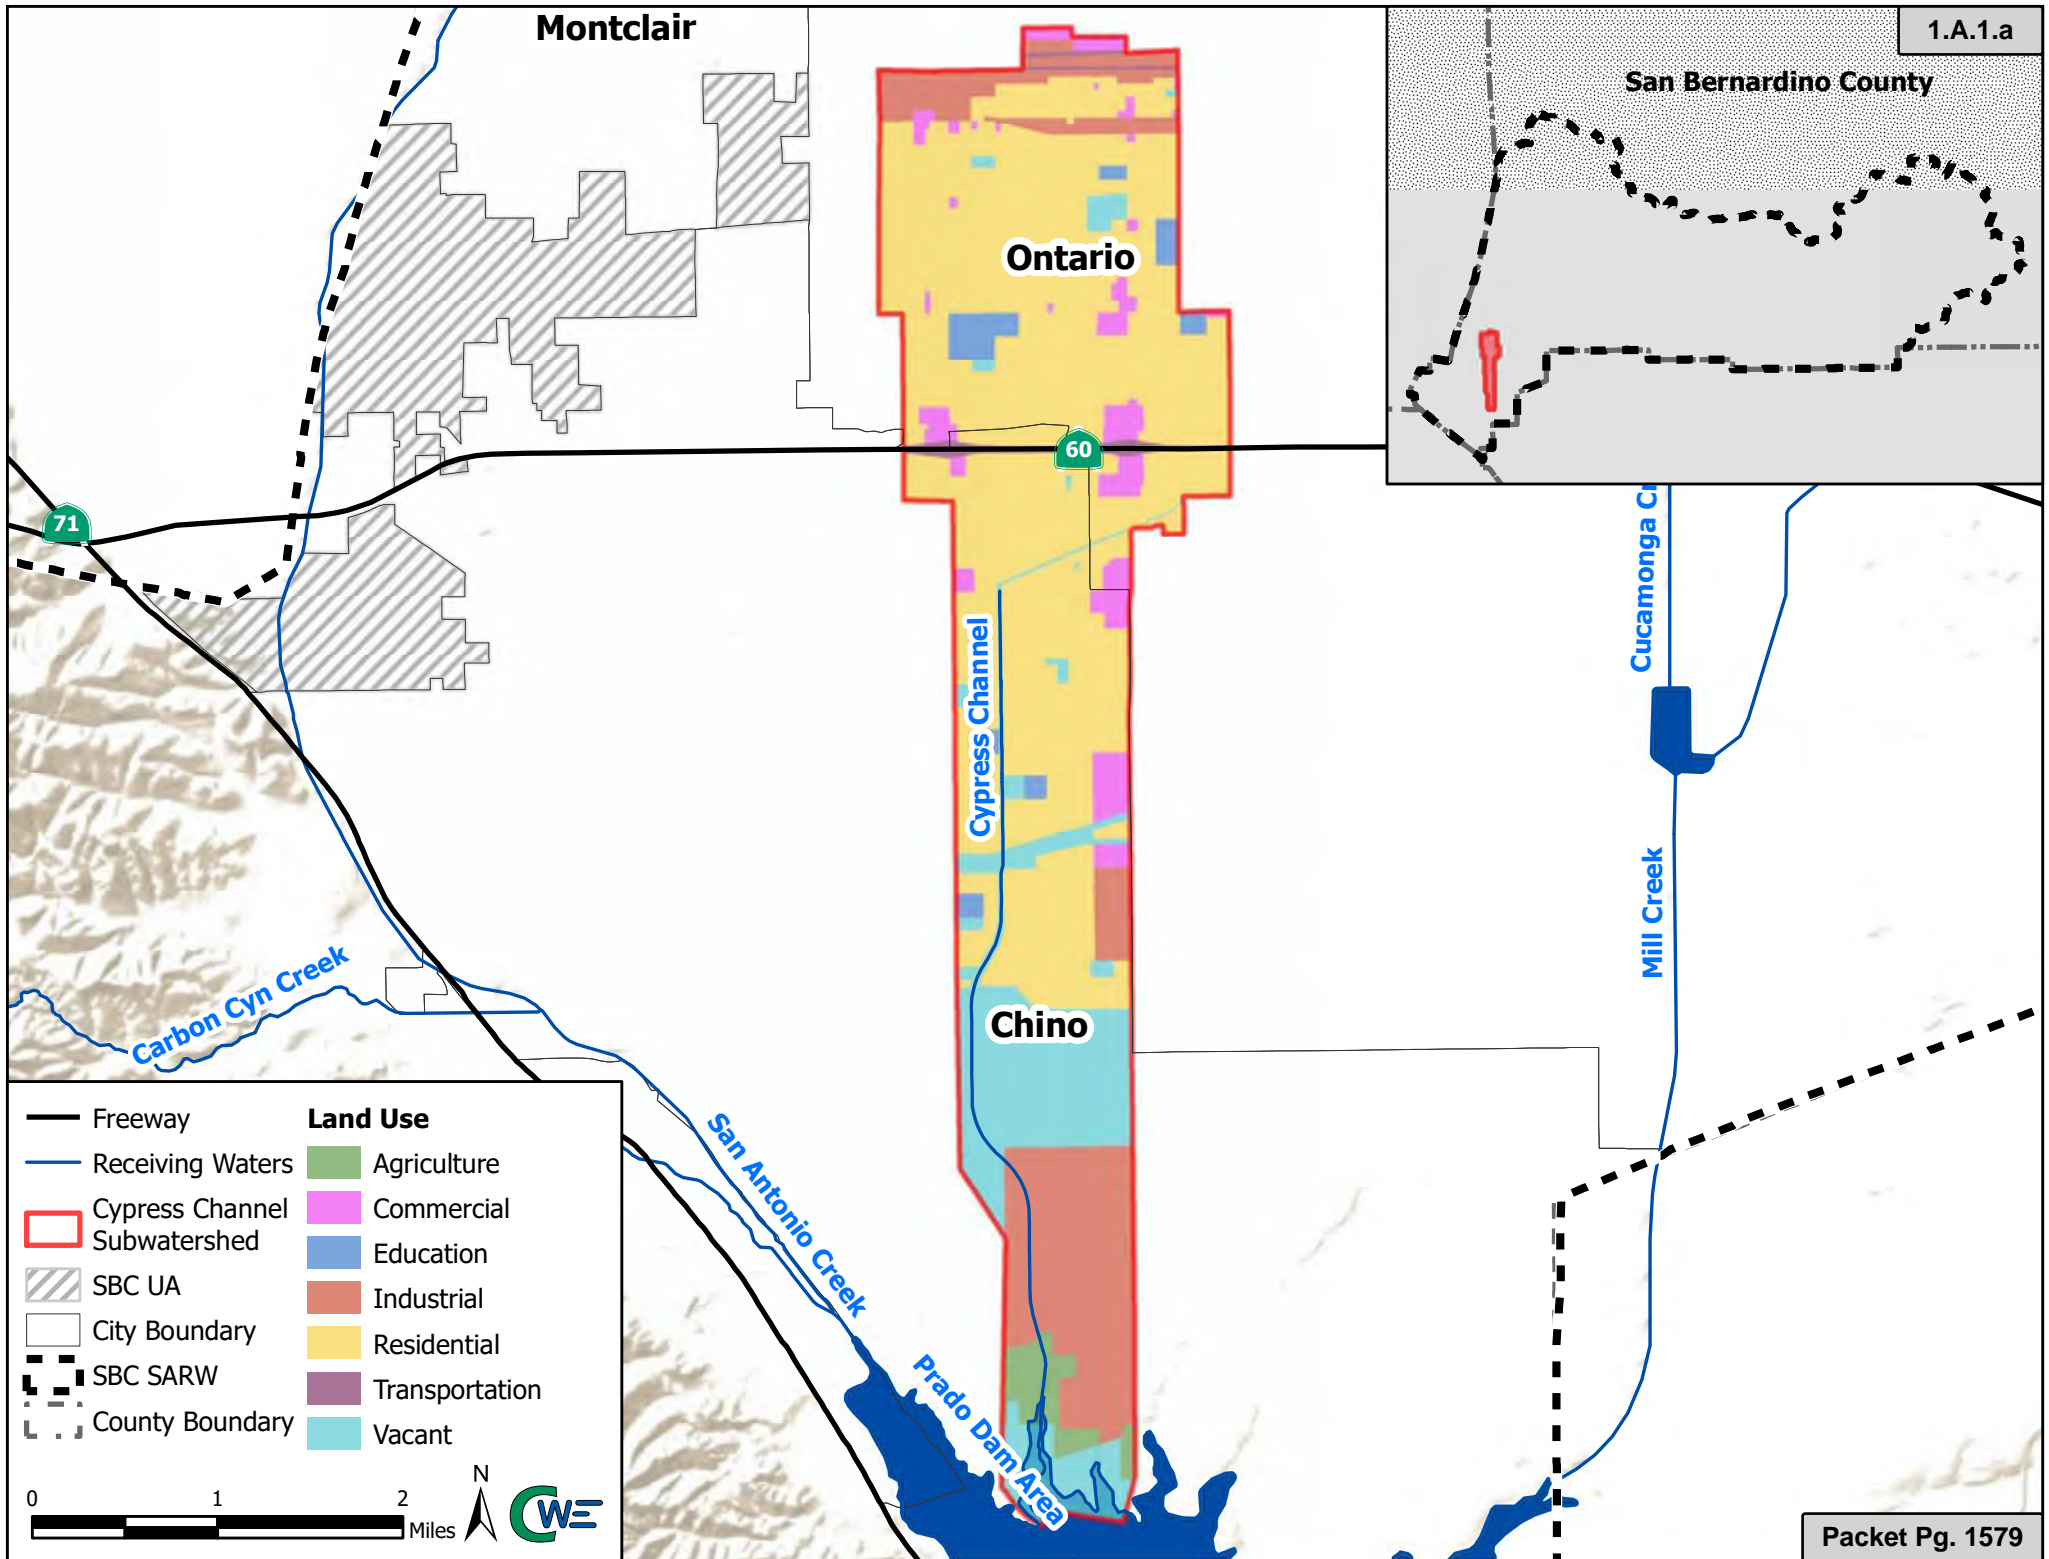 Montclair
1.A.1.a
San Bernardino County
Ontario
60
71
Cucamonga Cr
Cypress Channel
Mill Creek
Carbon Cyn Creek
Chino
San Antonio Creek
Prado Dam Area
Freeway
Receiving Waters
Cypress Channel
Subwatershed
SBC UA
City Boundary
SBC SARW
County Boundary
Land Use
Agriculture
Commercial
Education
Industrial
Residential
Transportation
Vacant
0 1 2
Miles
N
CWE
Packet Pg. 1579